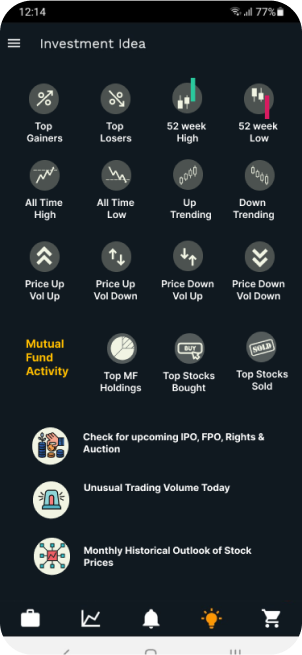 12:14
77%
Investment Idea
Top Gainers
Top Losers
52 week High
52 week Low
All Time High
All Time Low
Up Trending
Down Trending
Price Up Vol Up
Price Up Vol Down
Price Down Vol Up
Price Down Vol Down
Mutual
Fund
Activity
Top MF Holdings
BUY
Top Stocks Bought
SOLD
Top Stocks Sold
Check for upcoming IPO, FPO, Rights &
Auction
Unusual Trading Volume Today
Monthly Historical Outlook of Stock
Prices